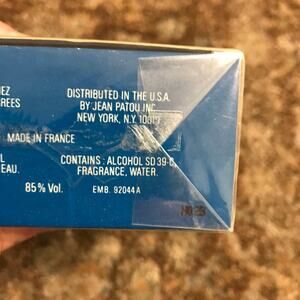 DISTRIBUTED IN THE U.S.A.
BY JEAN PATOU INC.
NEW YORK, N.Y.
MADE IN FRANCE
CONTAINS : ALCOHOL SD 39-C
FRAGRANCE, WATER.
85% Vol.
EMB. 92044 A